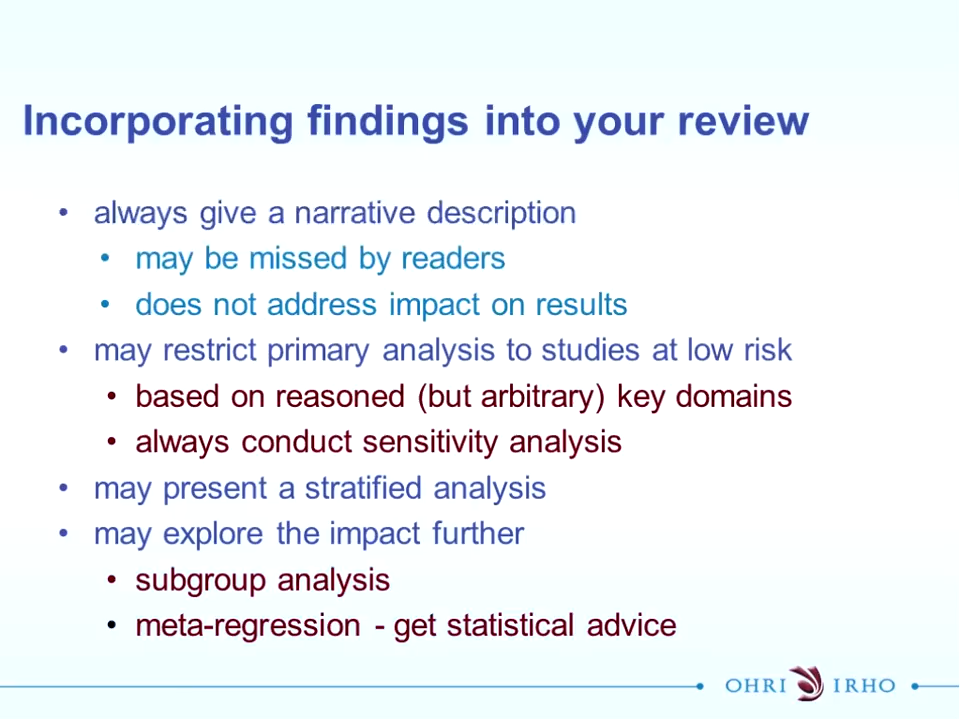 Incorporating findings into your review
• always give a narrative description
• may be missed by readers
• does not address impact on results
• may restrict primary analysis to studies at low risk
• based on reasoned (but arbitrary) key domains
• always conduct sensitivity analysis
• may present a stratified analysis
• may explore the impact further
• subgroup analysis
• meta-regression - get statistical advice
OHRI IRHO